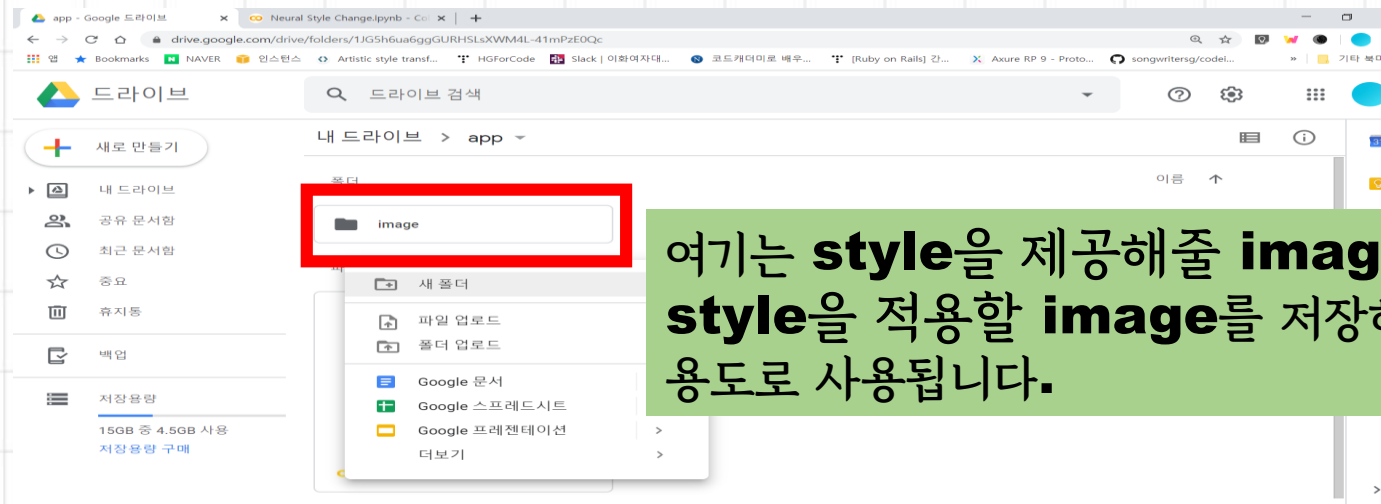 app - Google 드라이브
Neural Style Change.ipynb - Co
drive.google.com/drive/folders/1JG5h6ua6ggGURHSLsXWM4L-41mPzE0Qc
앱 Bookmarks NAVER 인스턴스 Artistic style transf... HGForCode Slack | 이화여자대... 코드캐더미로 배우... [Ruby on Rails] 간... Axure RP 9 - Proto... songwritersg/codei... » 기타 북마
드라이브
드라이브 검색
새로 만들기
내 드라이브 > app
내 드라이브
공유 문서함
최근 문서함
중요
휴지통
백업
저장용량
15GB 중 4.5GB 사용
저장용량 구매
폴더
이름
image
새 폴더
파일 업로드
폴더 업로드
Google 문서
Google 스프레드시트
Google 프레젠테이션
더보기
여기는 style을 제공해줄 imag
style을 적용할 image를 저장하
용도로 사용됩니다.